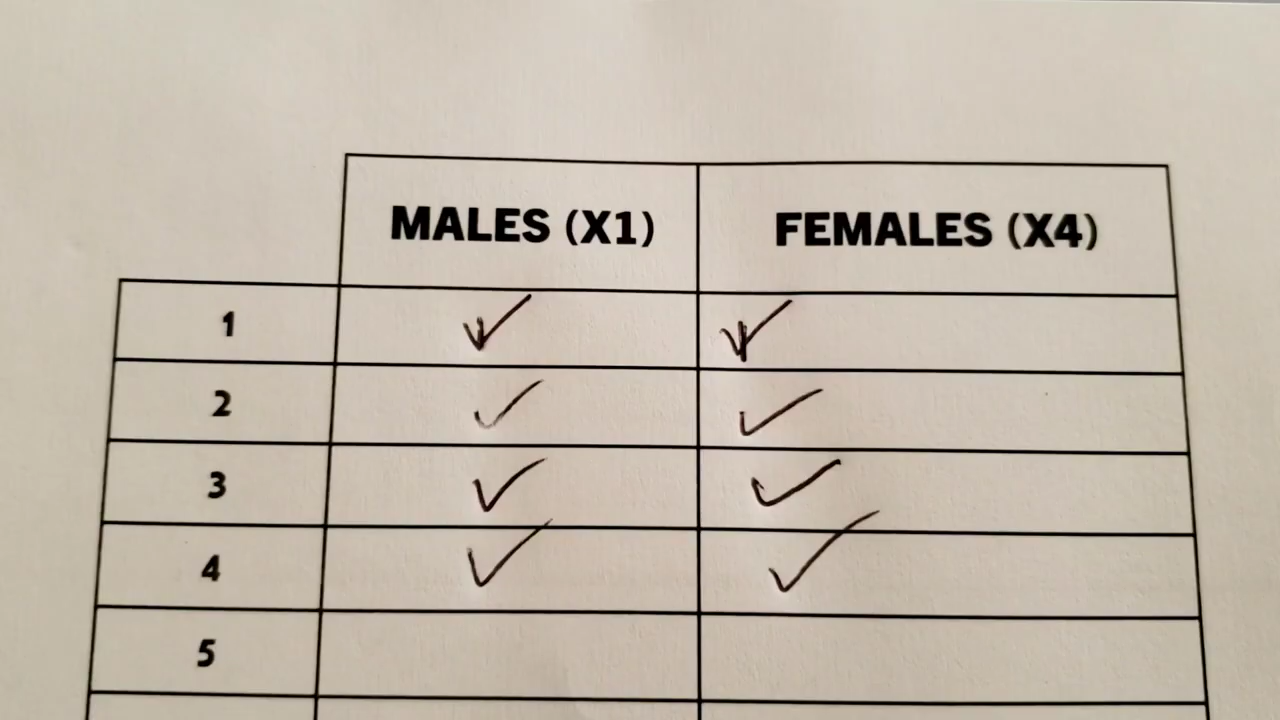 MALES (X1) FEMALES (X4)
1 ✓ ✓
2 ✓ ✓
3 ✓ ✓
4 ✓ ✓
5